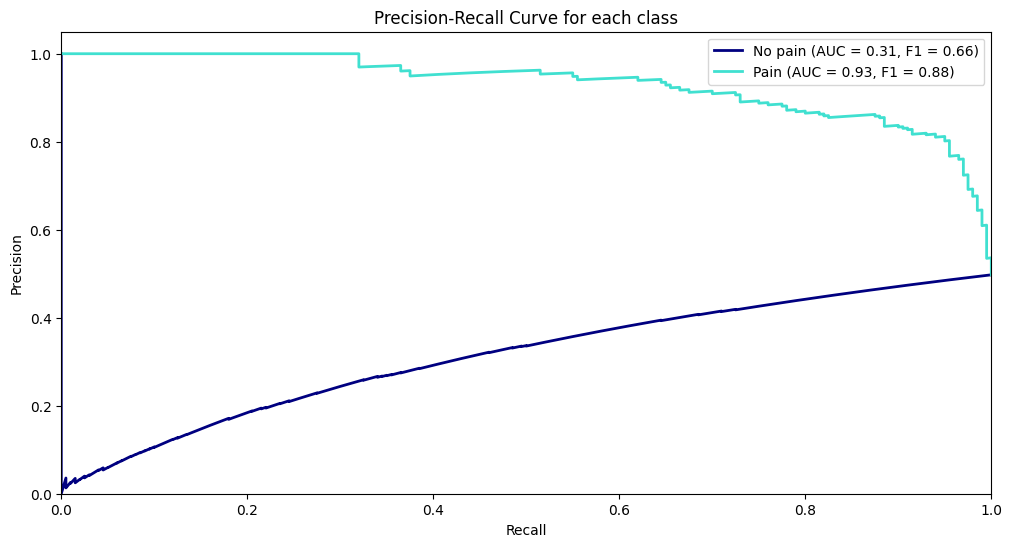 Precision-Recall Curve for each class
No pain (AUC = 0.31, F1 = 0.66)
Pain (AUC = 0.93, F1 = 0.88)
1.0
0.8
0.6
0.4
0.2
0.0
Precision
0.0 0.2 0.4 0.6 0.8 1.0
Recall